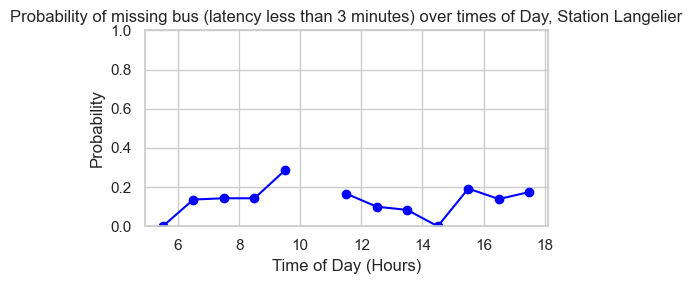 Probability of missing bus (latency less than 3 minutes) over times of Day, Station Langelier
1.0
0.8
0.6
0.4
0.2
0.0
Probability
6 8 10 12 14 16 18
Time of Day (Hours)